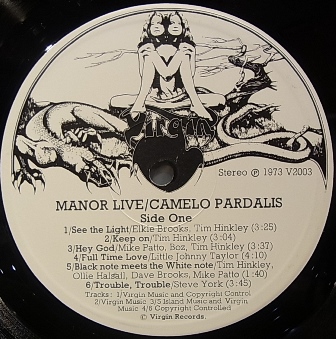 Virgin
Stereo Ⓟ 1973 V2003
MANOR LIVE/CAMELO PARDALIS
Side One
1/See the Light/Elkie Brooks, Tim Hinkley (3:25)
2/Keep on/Tim Hinkley (3:04)
3/Hey God/Mike Patto, Boz, Tim Hinkley (3:37)
4/Full Time Love/Little Johnny Taylor (4:10)
5/Black note meets the White note/Tim Hinkley,
Ollie Halsall, Dave Brooks, Mike Patto (1:40)
6/Trouble, Trouble/Steve York (3:45)
Tracks: 1/Virgin Music and Copyright Control
2/Virgin Music 3/5 Island Music and Virgin
Music 4/6 Copyright Controlled
© Virgin Records.